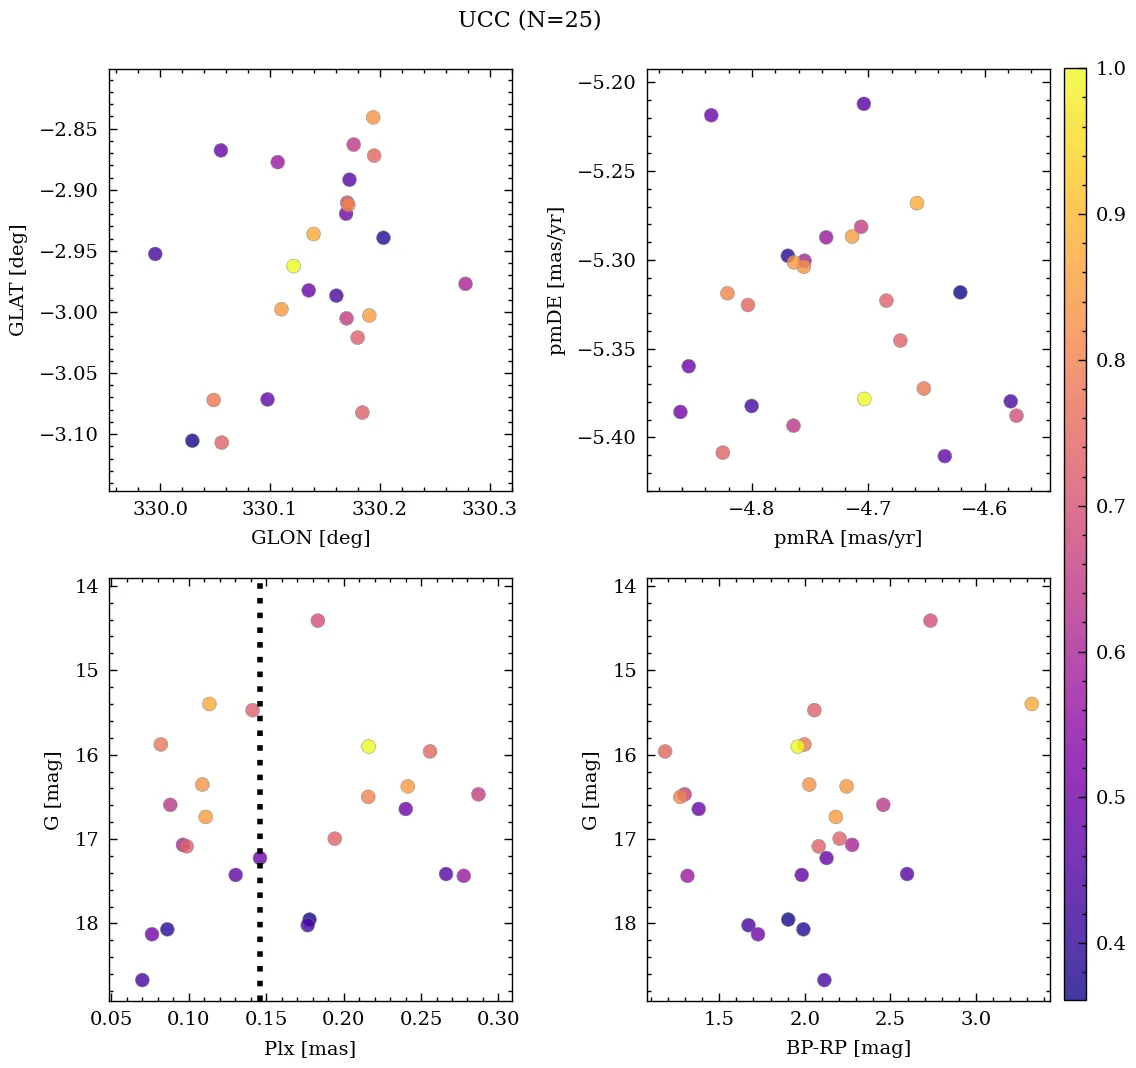 UCC (N=25)
−2.85
−2.90
−2.95
−3.00
−3.05
−3.10
GLAT [deg]
330.0 330.1 330.2 330.3
GLON [deg]
−5.20
−5.25
−5.30
−5.35
−5.40
pmDE [mas/yr]
−4.8 −4.7 −4.6
pmRA [mas/yr]
1.0
0.9
0.8
0.7
0.6
0.5
0.4
14
15
16
17
18
G [mag]
0.05 0.10 0.15 0.20 0.25 0.30
Plx [mas]
14
15
16
17
18
G [mag]
1.5 2.0 2.5 3.0
BP-RP [mag]